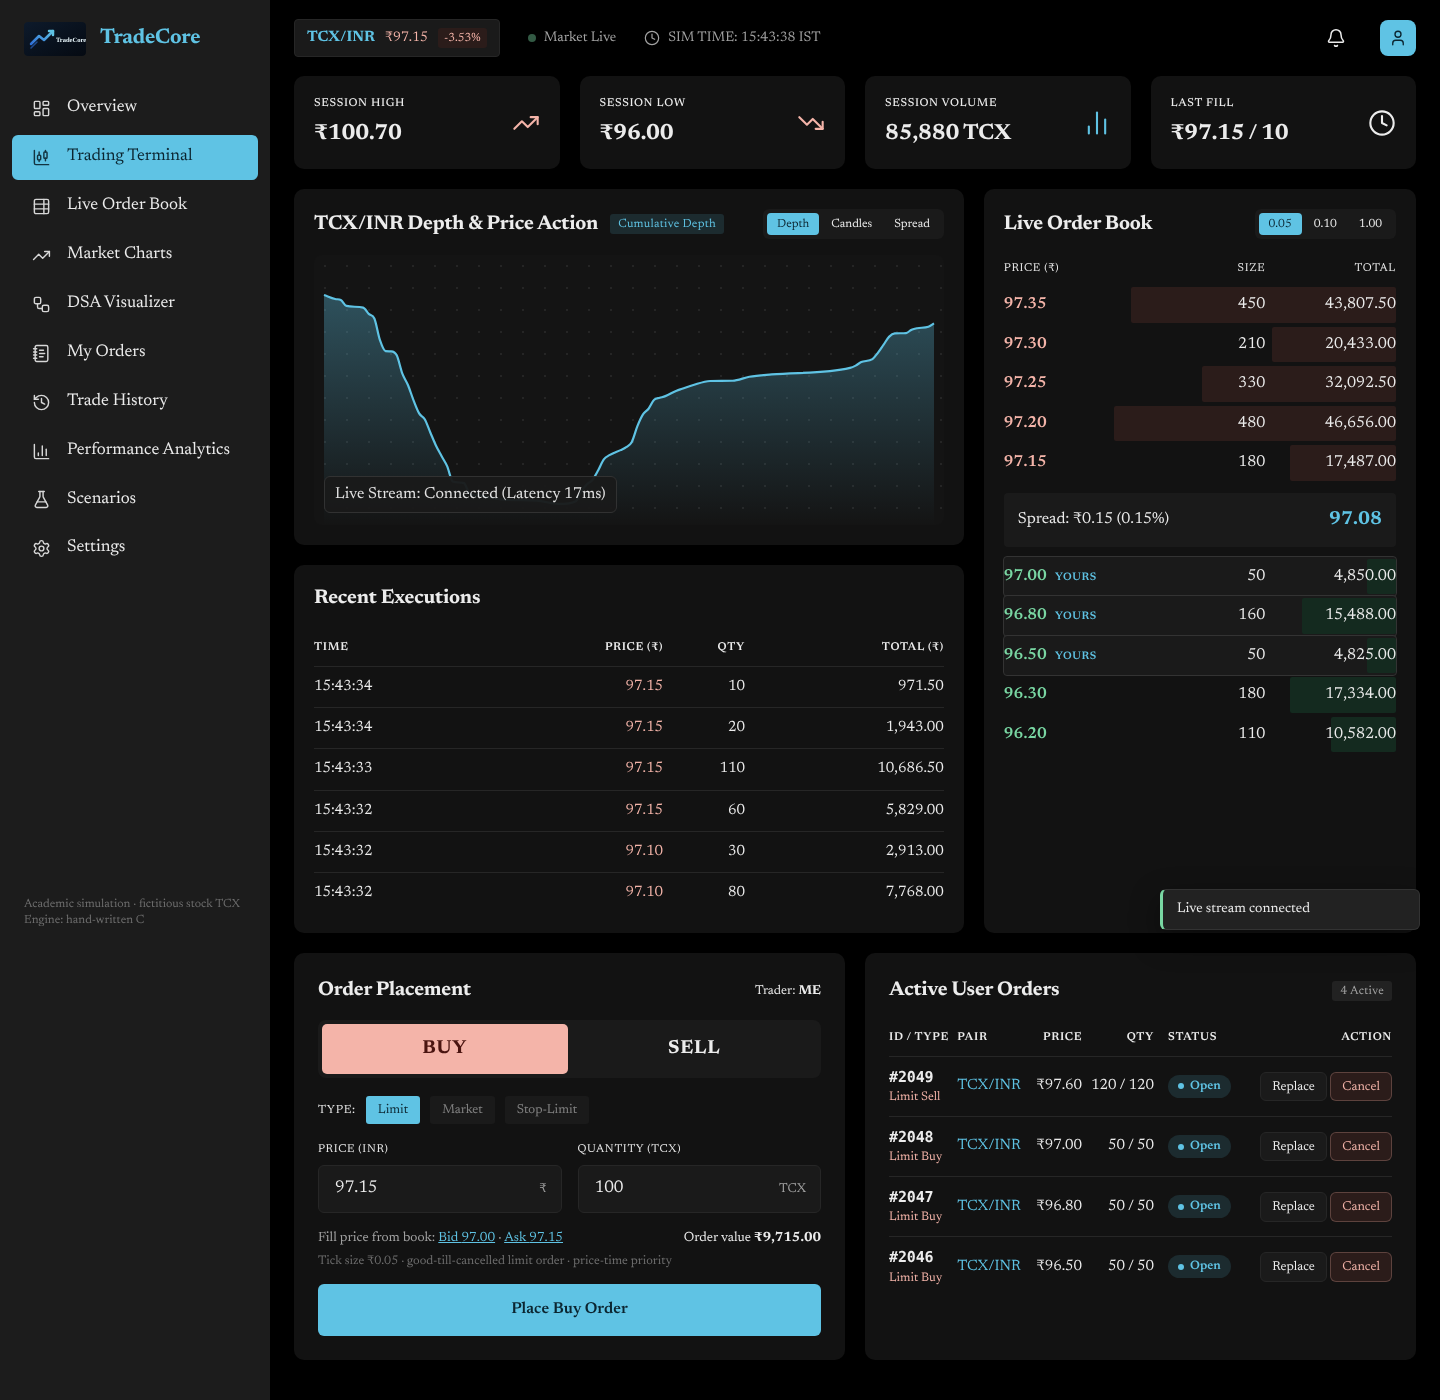 TradeCore
TradeCore
Overview
Trading Terminal
Live Order Book
Market Charts
DSA Visualizer
My Orders
Trade History
Performance Analytics
Scenarios
Settings
Academic simulation · fictitious stock TCX
Engine: hand-written C
TCX/INR ₹97.15 -3.53%
Market Live
SIM TIME: 15:43:38 IST
SESSION HIGH
₹100.70
SESSION LOW
₹96.00
SESSION VOLUME
85,880 TCX
LAST FILL
₹97.15 / 10
TCX/INR Depth & Price Action
Cumulative Depth
Depth Candles Spread
Live Stream: Connected (Latency 17ms)
Live Order Book
0.05 0.10 1.00
PRICE (₹) SIZE TOTAL
97.35 450 43,807.50
97.30 210 20,433.00
97.25 330 32,092.50
97.20 480 46,656.00
97.15 180 17,487.00
Spread: ₹0.15 (0.15%) 97.08
97.00 YOURS 50 4,850.00
96.80 YOURS 160 15,488.00
96.50 YOURS 50 4,825.00
96.30 180 17,334.00
96.20 110 10,582.00
Live stream connected
Recent Executions
TIME PRICE (₹) QTY TOTAL (₹)
15:43:34 97.15 10 971.50
15:43:34 97.15 20 1,943.00
15:43:33 97.15 110 10,686.50
15:43:32 97.15 60 5,829.00
15:43:32 97.10 30 2,913.00
15:43:32 97.10 80 7,768.00
Order Placement
Trader: ME
BUY SELL
TYPE: Limit Market Stop-Limit
PRICE (INR) QUANTITY (TCX)
97.15 ₹ 100 TCX
Fill price from book: Bid 97.00 · Ask 97.15 Order value ₹9,715.00
Tick size ₹0.05 · good-till-cancelled limit order · price-time priority
Place Buy Order
Active User Orders
4 Active
ID / TYPE PAIR PRICE QTY STATUS ACTION
#2049 TCX/INR ₹97.60 120 / 120 Open Replace Cancel
Limit Sell
#2048 TCX/INR ₹97.00 50 / 50 Open Replace Cancel
Limit Buy
#2047 TCX/INR ₹96.80 50 / 50 Open Replace Cancel
Limit Buy
#2046 TCX/INR ₹96.50 50 / 50 Open Replace Cancel
Limit Buy